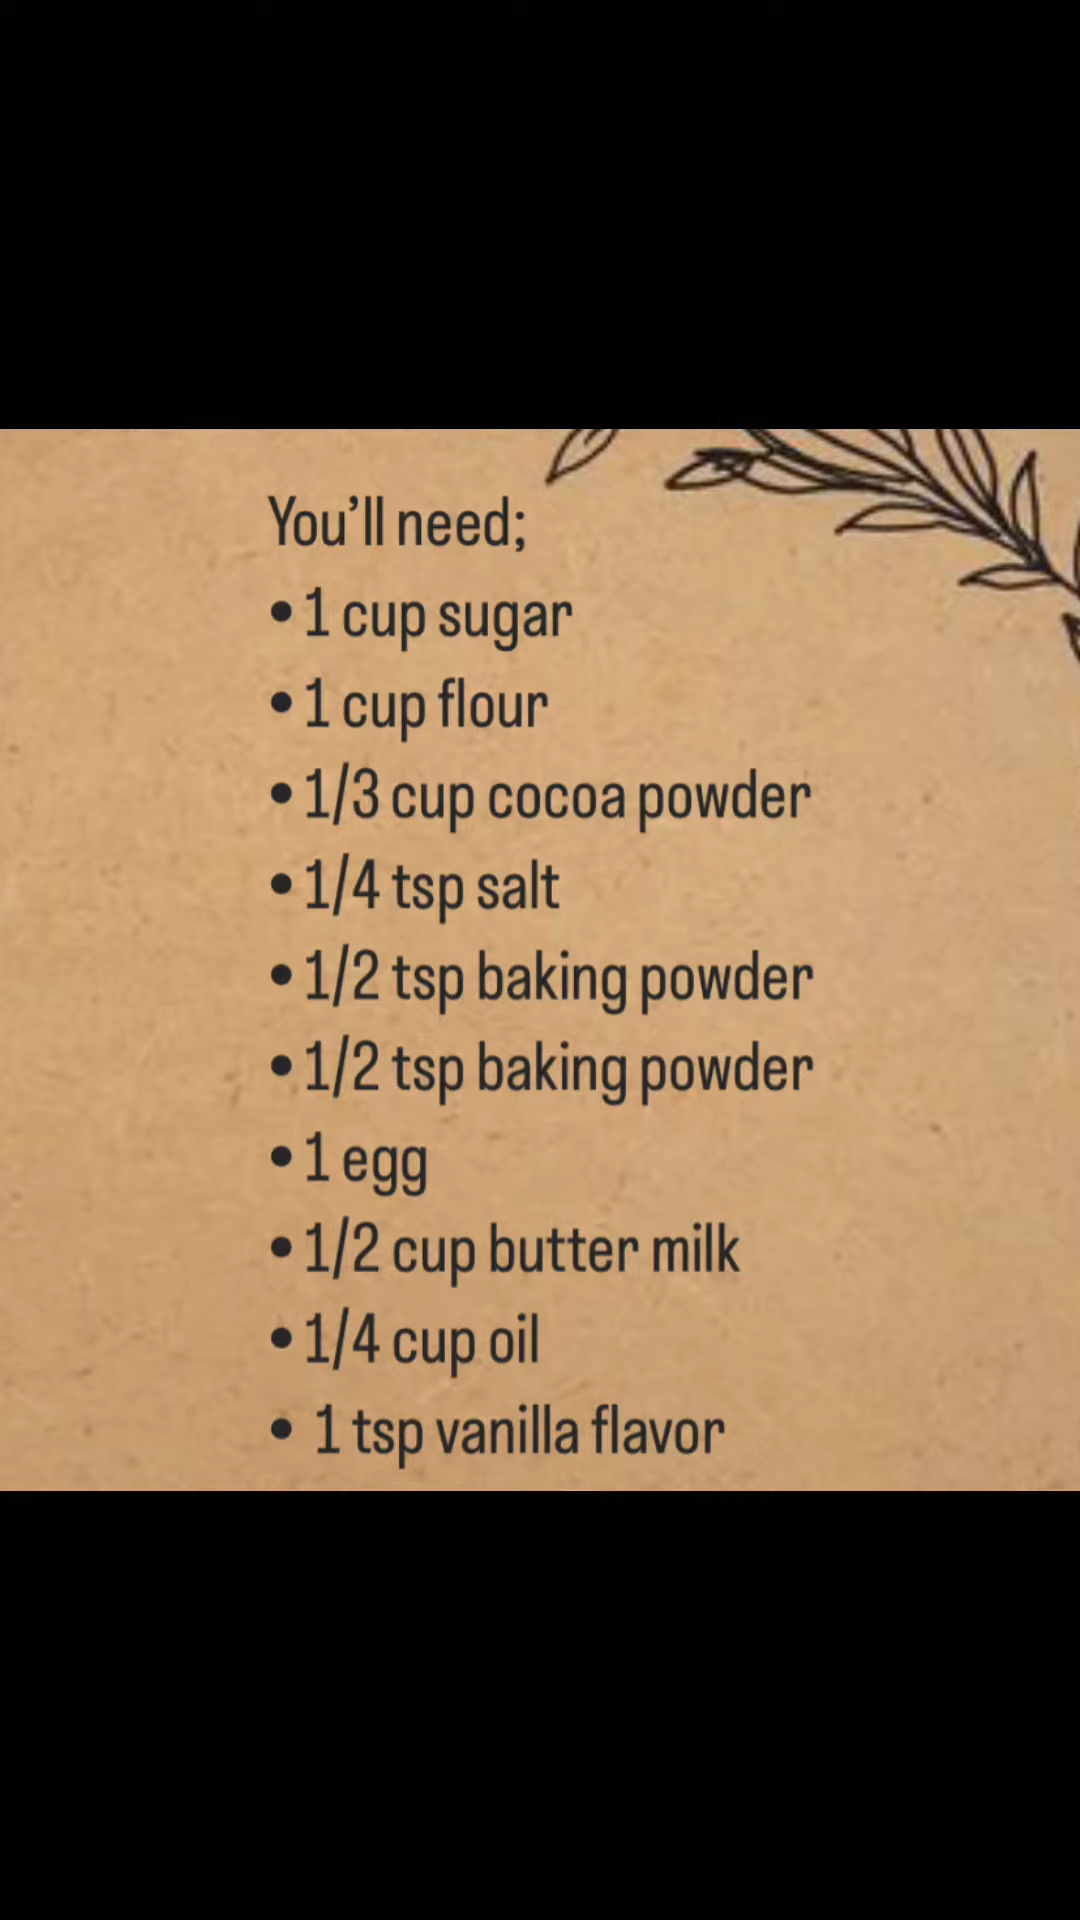 You’ll need;
• 1 cup sugar
• 1 cup flour
• 1/3 cup cocoa powder
• 1/4 tsp salt
• 1/2 tsp baking powder
• 1/2 tsp baking powder
• 1 egg
• 1/2 cup butter milk
• 1/4 cup oil
• 1 tsp vanilla flavor